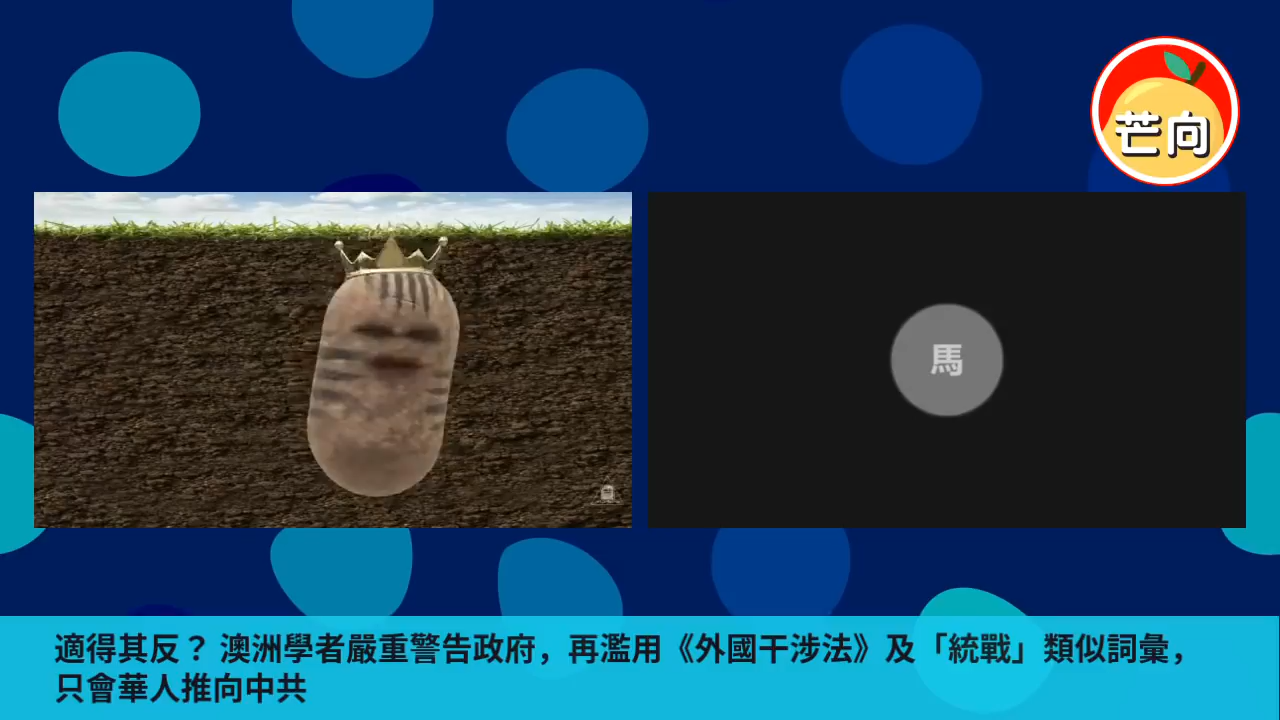 芒向
馬
適得其反？ 澳洲學者嚴重警告政府，再濫用《外國干涉法》及「統戰」類似詞彙，
只會華人推向中共